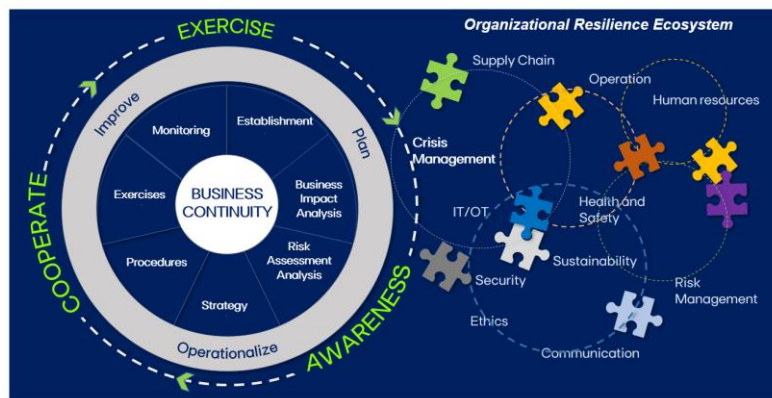 EXERCISE
Organizational Resilience Ecosystem
COOPERATE
AWARENESS
Improve
Plan
Operationalize
Monitoring
Establishment
Exercises
BUSINESS
CONTINUITY
Business
Impact
Analysis
Procedures
Risk
Assessment
Analysis
Strategy
Supply Chain
Operation
Human resources
Crisis
Management
IT/OT
Health and
Safety
Sustainability
Security
Risk
Management
Ethics
Communication